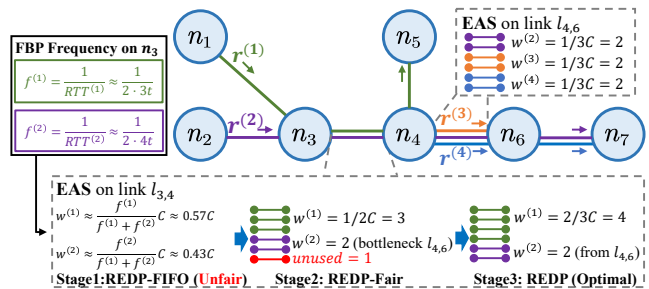 FBP Frequency on n₃
f⁽¹⁾ = 1/RTT⁽¹⁾ ≈ 1/(2 · 3t)
f⁽²⁾ = 1/RTT⁽²⁾ ≈ 1/(2 · 4t)
n₁
n₅
r⁽¹⁾
n₂
r⁽²⁾
n₃
n₄
r⁽³⁾
r⁽⁴⁾
n₆
n₇
EAS on link l₄,₆
w⁽²⁾ = 1/3C = 2
w⁽³⁾ = 1/3C = 2
w⁽⁴⁾ = 1/3C = 2
EAS on link l₃,₄
w⁽¹⁾ ≈ f⁽¹⁾/(f⁽¹⁾ + f⁽²⁾) C ≈ 0.57C
w⁽²⁾ ≈ f⁽²⁾/(f⁽¹⁾ + f⁽²⁾) C ≈ 0.43C
Stage1:REDP-FIFO (Unfair)
w⁽¹⁾ = 1/2C = 3
w⁽²⁾ = 2 (bottleneck l₄,₆)
unused = 1
Stage2: REDP-Fair
w⁽¹⁾ = 2/3C = 4
w⁽²⁾ = 2 (from l₄,₆)
Stage3: REDP (Optimal)